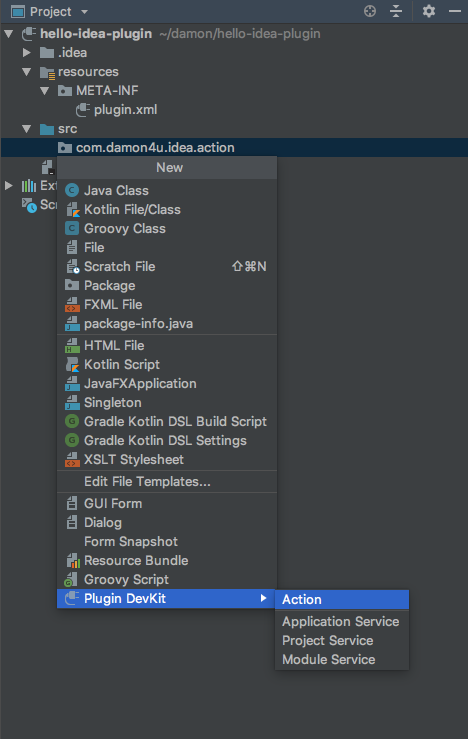 Project
hello-idea-plugin ~/damon/hello-idea-plugin
.idea
resources
META-INF
plugin.xml
src
com.damon4u.idea.action
New
Ext
Scr
Java Class
Kotlin File/Class
Groovy Class
File
Scratch File ⇧⌘N
Package
FXML File
package-info.java
HTML File
Kotlin Script
JavaFXApplication
Singleton
Gradle Kotlin DSL Build Script
Gradle Kotlin DSL Settings
XSLT Stylesheet
Edit File Templates...
GUI Form
Dialog
Form Snapshot
Resource Bundle
Groovy Script
Plugin DevKit
Action
Application Service
Project Service
Module Service